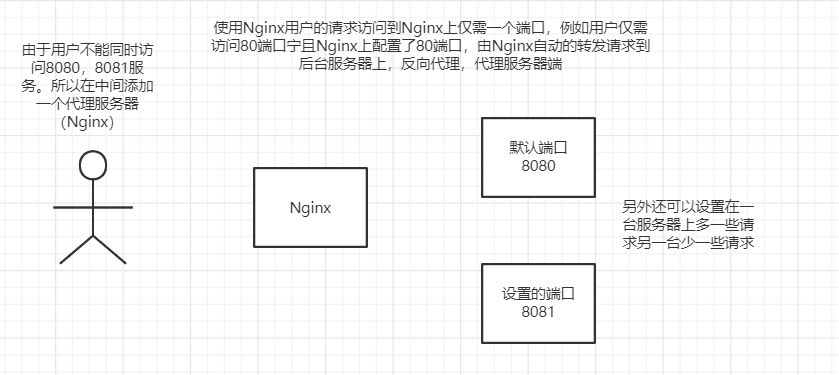 使用Nginx用户的请求访问到Nginx上仅需一个端口，例如用户仅需
访问80端口宁且Nginx上配置了80端口，由Nginx自动的转发请求到
后台服务器上，反向代理，代理服务器端
由于用户不能同时访
问8080，8081服
务。所以在中间添加
一个代理服务器
（Nginx）
Nginx
默认端口
8080
另外还可以设置在一
台服务器上多一些请
求另一台少一些请求
设置的端口
8081